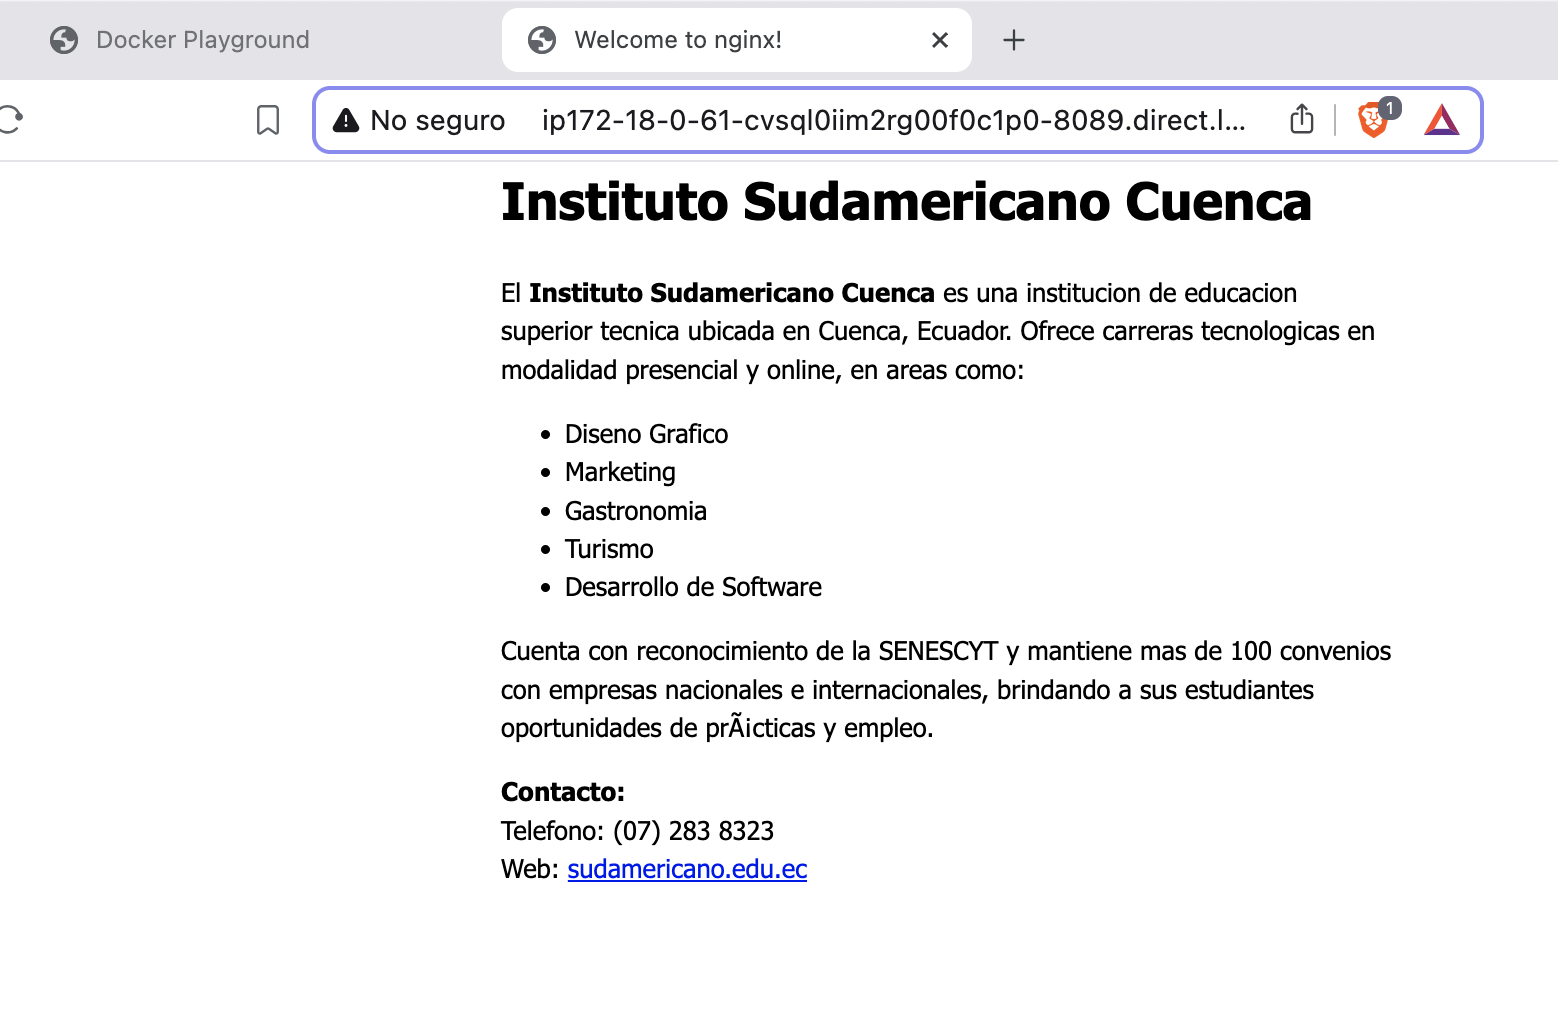 Docker Playground
Welcome to nginx!
No seguro ip172-18-0-61-cvsql0iim2rg00f0c1p0-8089.direct.l...
1
Instituto Sudamericano Cuenca
El Instituto Sudamericano Cuenca es una institucion de educacion
superior tecnica ubicada en Cuenca, Ecuador. Ofrece carreras tecnologicas en
modalidad presencial y online, en areas como:
• Diseno Grafico
• Marketing
• Gastronomia
• Turismo
• Desarrollo de Software
Cuenta con reconocimiento de la SENESCYT y mantiene mas de 100 convenios
con empresas nacionales e internacionales, brindando a sus estudiantes
oportunidades de prÃ¡cticas y empleo.
Contacto:
Telefono: (07) 283 8323
Web: sudamericano.edu.ec